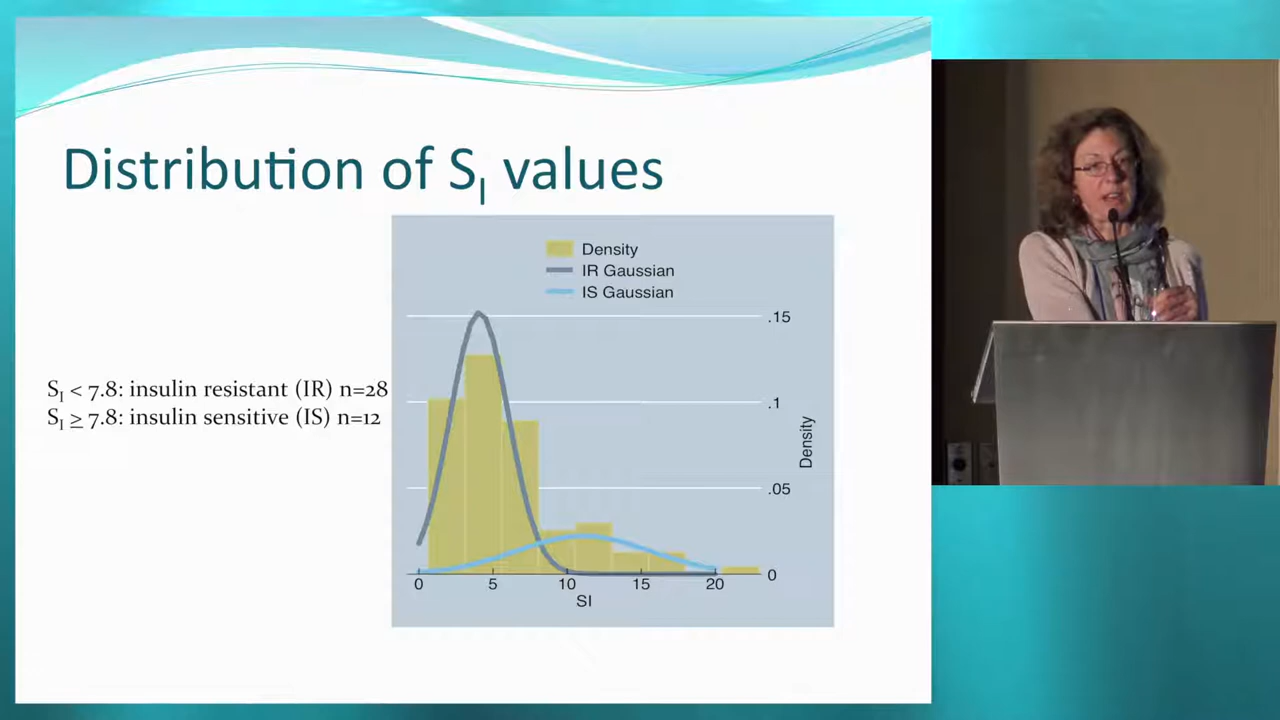 Distribution of SI values
SI < 7.8: insulin resistant (IR) n=28
SI ≥ 7.8: insulin sensitive (IS) n=12
Density
IR Gaussian
IS Gaussian
.15
.1
.05
0
Density
0 5 10 15 20
SI